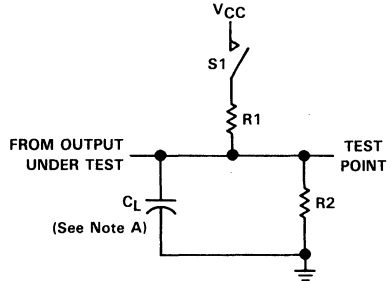 VCC
S1
R1
FROM OUTPUT
UNDER TEST
TEST
POINT
CL
(See Note A)
R2